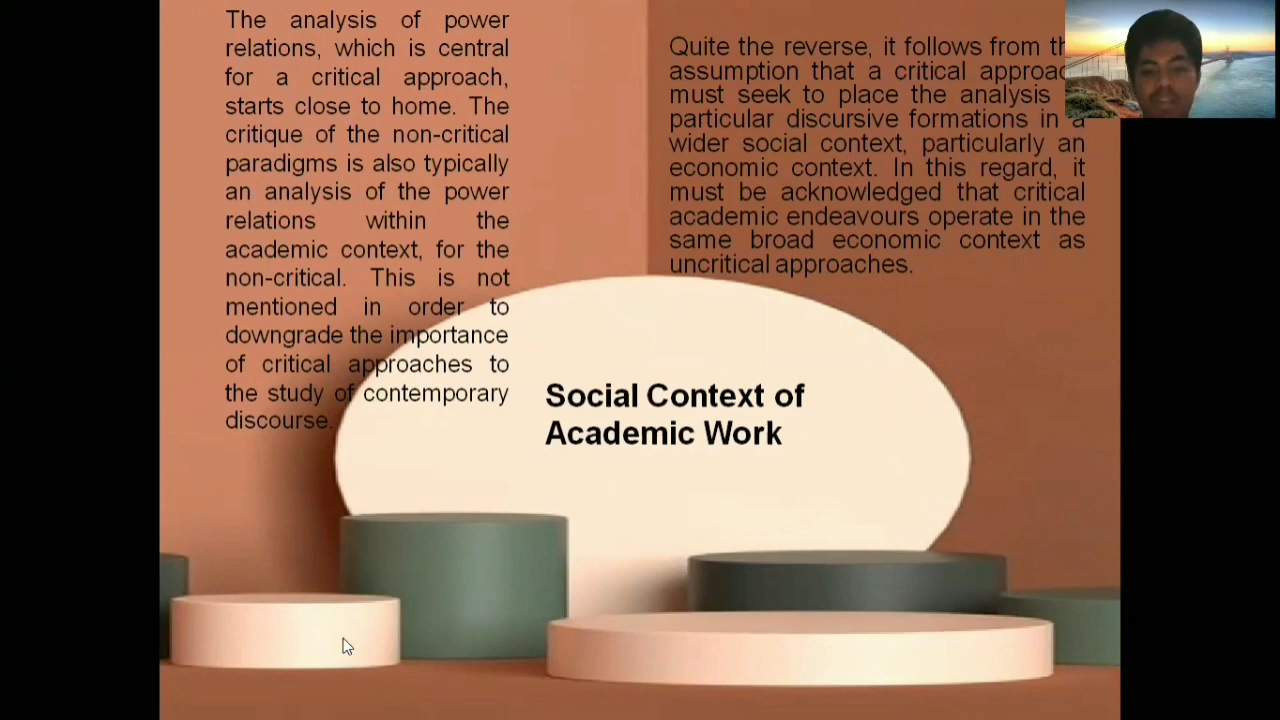 The analysis of power
relations, which is central
for a critical approach,
starts close to home. The
critique of the non-critical
paradigms is also typically
an analysis of the power
relations within the
academic context, for the
non-critical. This is not
mentioned in order to
downgrade the importance
of critical approaches to
the study of contemporary
discourse.
Quite the reverse, it follows from
assumption that a critical
must seek to place the analysis
particular discursive formations in a
wider social context, particularly an
economic context. In this regard, it
must be acknowledged that critical
academic endeavours operate in the
same broad economic context as
uncritical approaches.
Social Context of
Academic Work